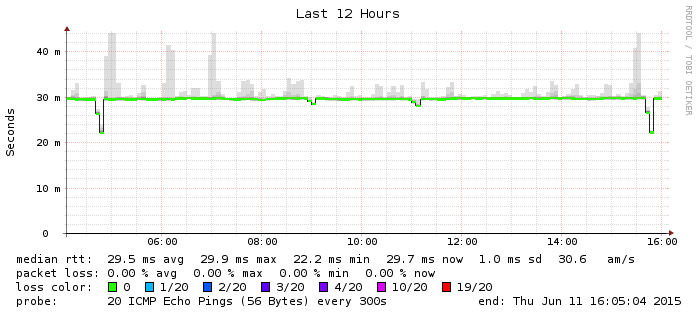 Last 12 Hours
RRDTOOL / TOBI OETIKER
Seconds
40 m
30 m
20 m
10 m
0
06:00 08:00 10:00 12:00 14:00 16:00
median rtt: 29.5 ms avg 29.9 ms max 22.2 ms min 29.7 ms now 1.0 ms sd 30.6 am/s
packet loss: 0.00 % avg 0.00 % max 0.00 % min 0.00 % now
loss color: 0 1/20 2/20 3/20 4/20 10/20 19/20
probe: 20 ICMP Echo Pings (56 Bytes) every 300s end: Thu Jun 11 16:05:04 2015